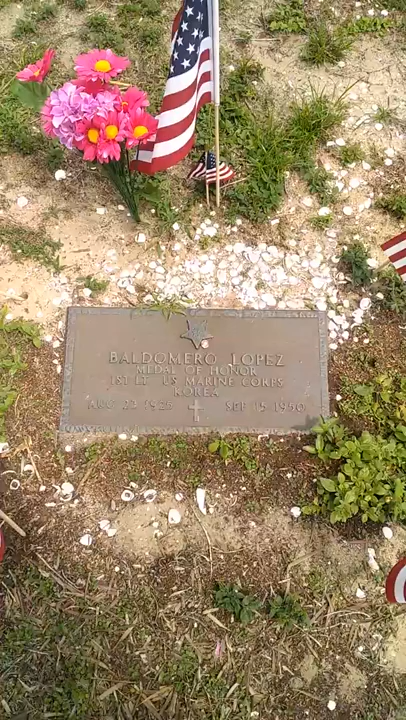 BALDOMERO LOPEZ
MEDAL OF HONOR
1ST LT US MARINE CORPS
KOREA
AUG 23 1925 SEP 15 1950